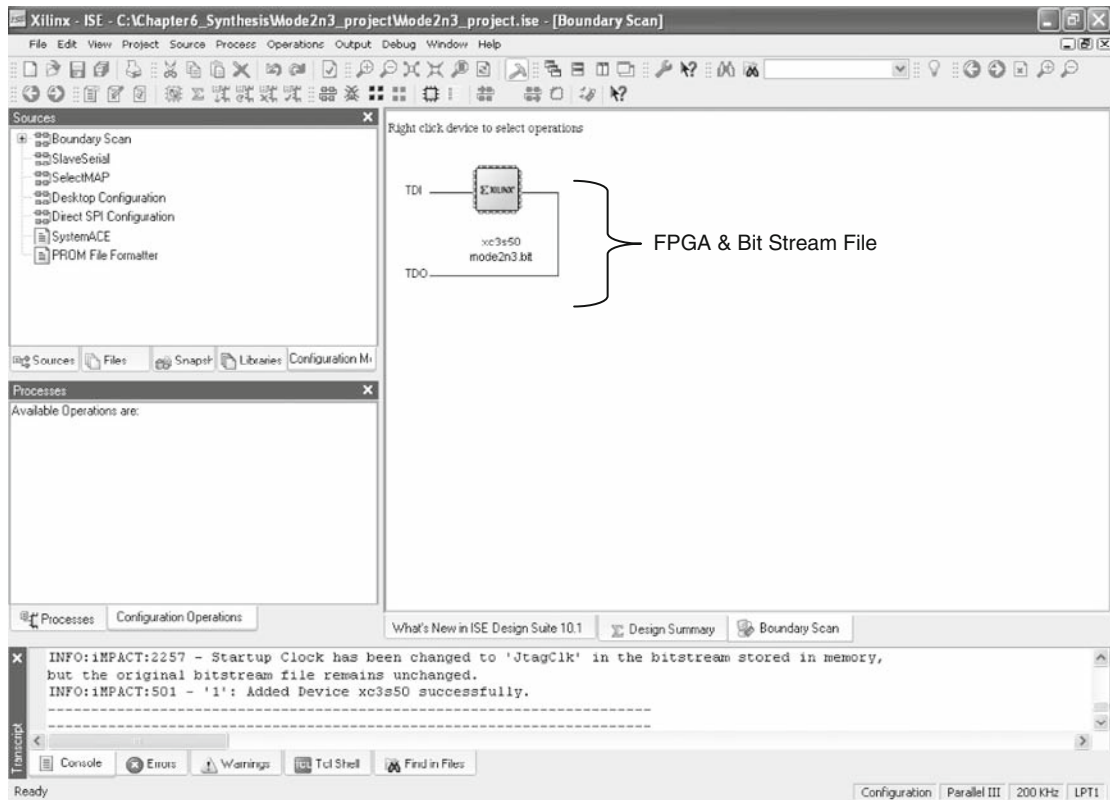 Xilinx - ISE - C:\Chapter6_Synthesis\Mode2n3_project\Mode2n3_project.ise - [Boundary Scan]
File Edit View Project Source Process Operations Output Debug Window Help
Sources
Boundary Scan
SlaveSerial
SelectMAP
Desktop Configuration
Direct SPI Configuration
SystemACE
PROM File Formatter
Sources Files Snapsh Libraries Configuration M
Right click device to select operations
TDI
XILINX
xc3s50
mode2n3.bit
TDO
FPGA & Bit Stream File
Processes
Available Operations are:
Processes Configuration Operations
What's New in ISE Design Suite 10.1 Design Summary Boundary Scan
INFO:iMPACT:2257 - Startup Clock has been changed to 'JtagClk' in the bitstream stored in memory,
but the original bitstream file remains unchanged.
INFO:iMPACT:501 - '1': Added Device xc3s50 successfully.
----------------------------------------------------------------------
----------------------------------------------------------------------
Transcript
Console Errors Warnings Tcl Shell Find in Files
Ready Configuration Parallel III 200 KHz LPT1